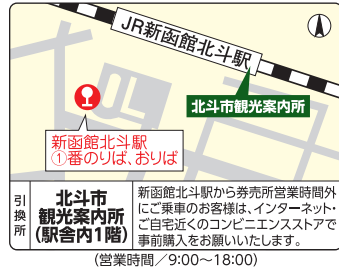 JR新函館北斗駅
北斗市観光案内所
新函館北斗駅
①番のりば、おりば
引換所
北斗市
観光案内所
(駅舎内1階)
新函館北斗駅から券売所営業時間外
にご乗車のお客様は、インターネット・
ご自宅近くのコンビニエンスストアで
事前購入をお願いいたします。
(営業時間／9:00〜18:00)